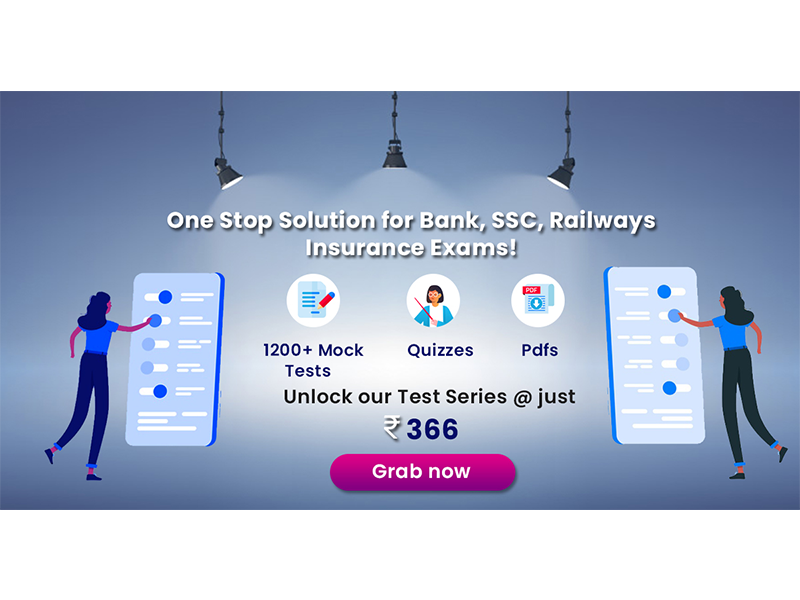 One Stop Solution for Bank, SSC, Railways
Insurance Exams!
PDF
1200+ Mock
Tests
Quizzes
Pdfs
Unlock our Test Series @ just
₹ 366
Grab now